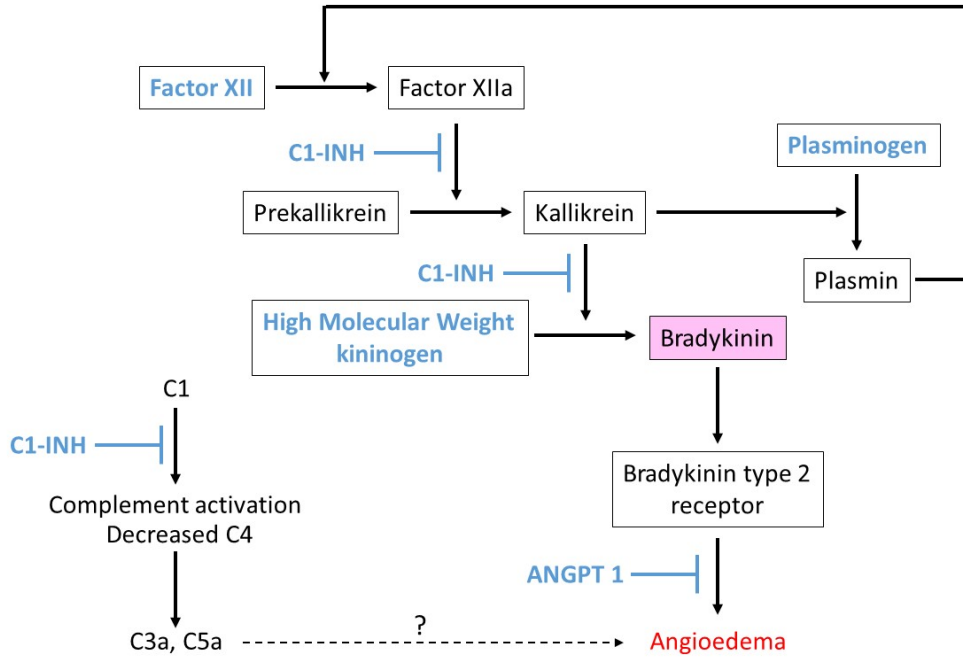 Factor XII
Factor XIIa
C1-INH
Plasminogen
Prekallikrein
Kallikrein
C1-INH
Plasmin
High Molecular Weight
kininogen
Bradykinin
C1
C1-INH
Bradykinin type 2
receptor
Complement activation
Decreased C4
ANGPT 1
?
C3a, C5a
Angioedema